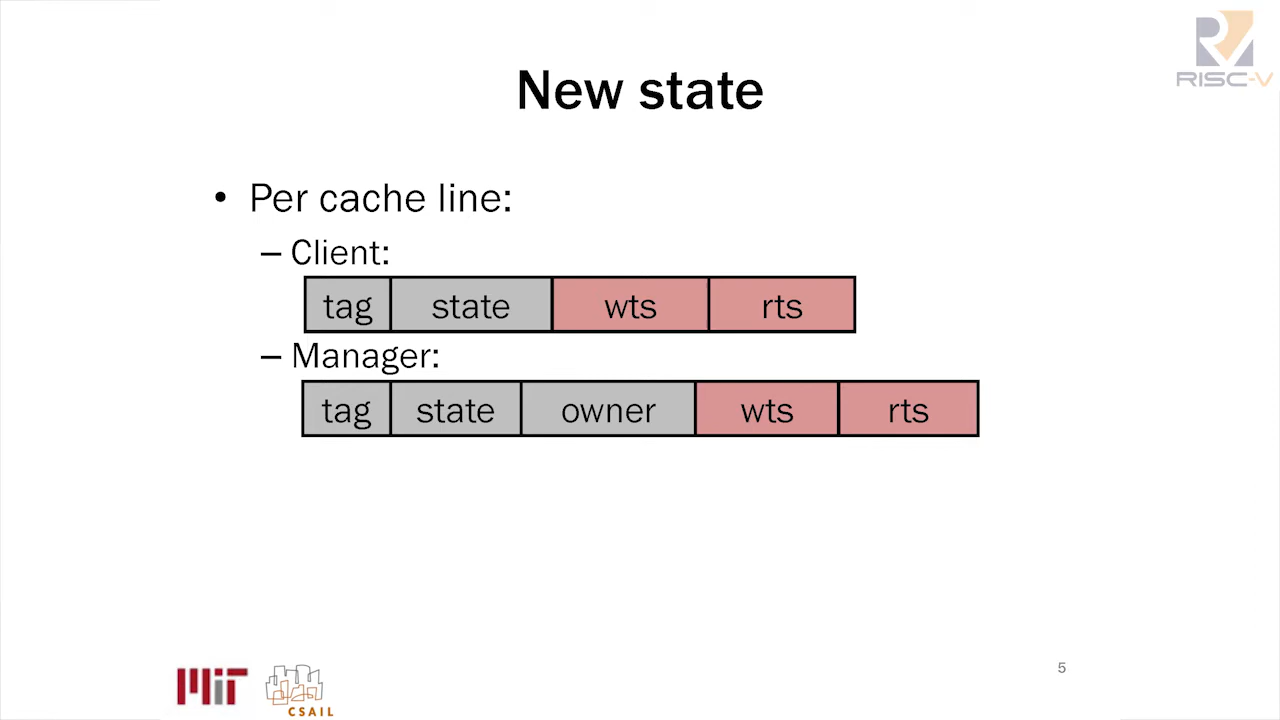 RISC-V
New state
• Per cache line:
– Client:
tag state wts rts
– Manager:
tag state owner wts rts
MIT CSAIL
5